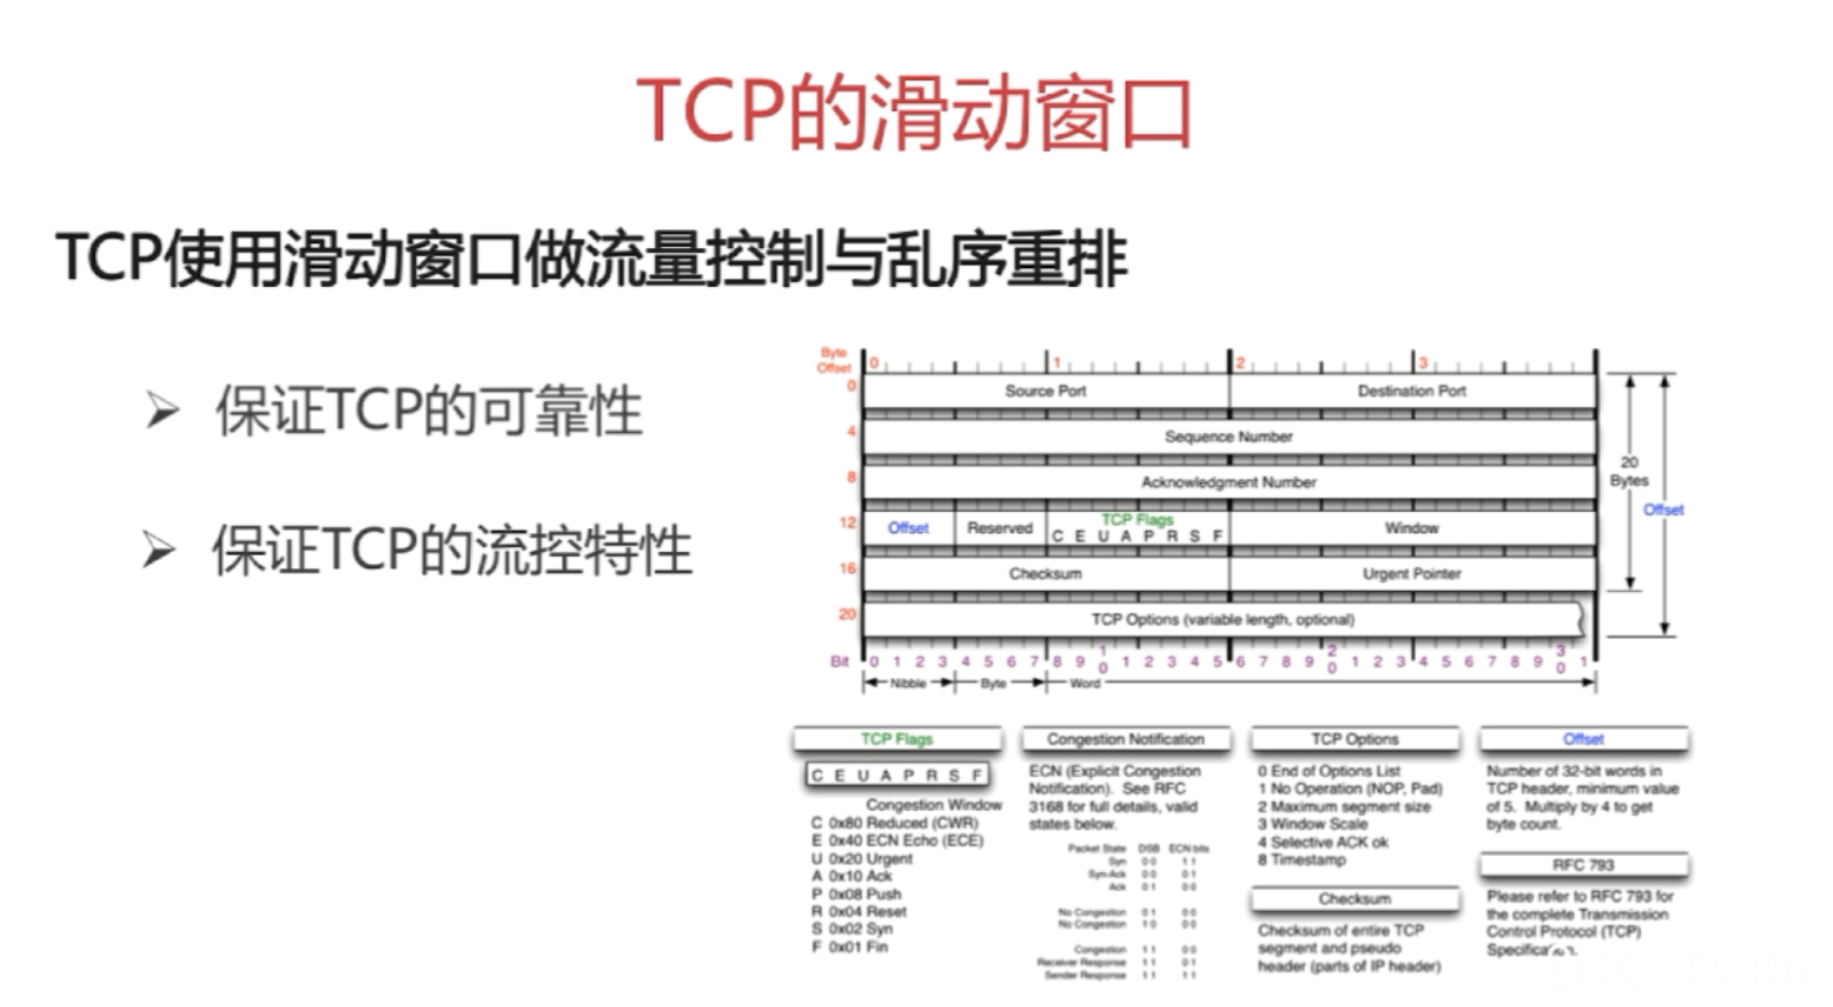 TCP的滑动窗口
TCP使用滑动窗口做流量控制与乱序重排
➢ 保证TCP的可靠性
➢ 保证TCP的流控特性
Byte
Offset
0 1 2 3
0 Source Port Destination Port
4 Sequence Number
8 Acknowledgment Number
12 Offset Reserved TCP Flags Window
C E U A P R S F
16 Checksum Urgent Pointer
20 TCP Options (variable length, optional)
20
Bytes
Offset
Bit 0 1 2 3 4 5 6 7 8 9 10 1 2 3 4 5 6 7 8 9 20 1 2 3 4 5 6 7 8 9 30 1
Nibble Byte Word
TCP Flags
C E U A P R S F
Congestion Window
C 0x80 Reduced (CWR)
E 0x40 ECN Echo (ECE)
U 0x20 Urgent
A 0x10 Ack
P 0x08 Push
R 0x04 Reset
S 0x02 Syn
F 0x01 Fin
Congestion Notification
ECN (Explicit Congestion
Notification). See RFC
3168 for full details, valid
states below.
Packet State DSB ECN bits
Syn 0 0 1 1
Syn-Ack 0 0 0 1
Ack 0 1 0 0
No Congestion 0 1 0 0
No Congestion 1 0 0 0
Congestion 1 1 0 0
Receiver Response 1 1 0 1
Sender Response 1 1 1 1
TCP Options
0 End of Options List
1 No Operation (NOP, Pad)
2 Maximum segment size
3 Window Scale
4 Selective ACK ok
8 Timestamp
Checksum
Checksum of entire TCP
segment and pseudo
header (parts of IP header)
Offset
Number of 32-bit words in
TCP header, minimum value
of 5. Multiply by 4 to get
byte count.
RFC 793
Please refer to RFC 793 for
the complete Transmission
Control Protocol (TCP)
Specification.